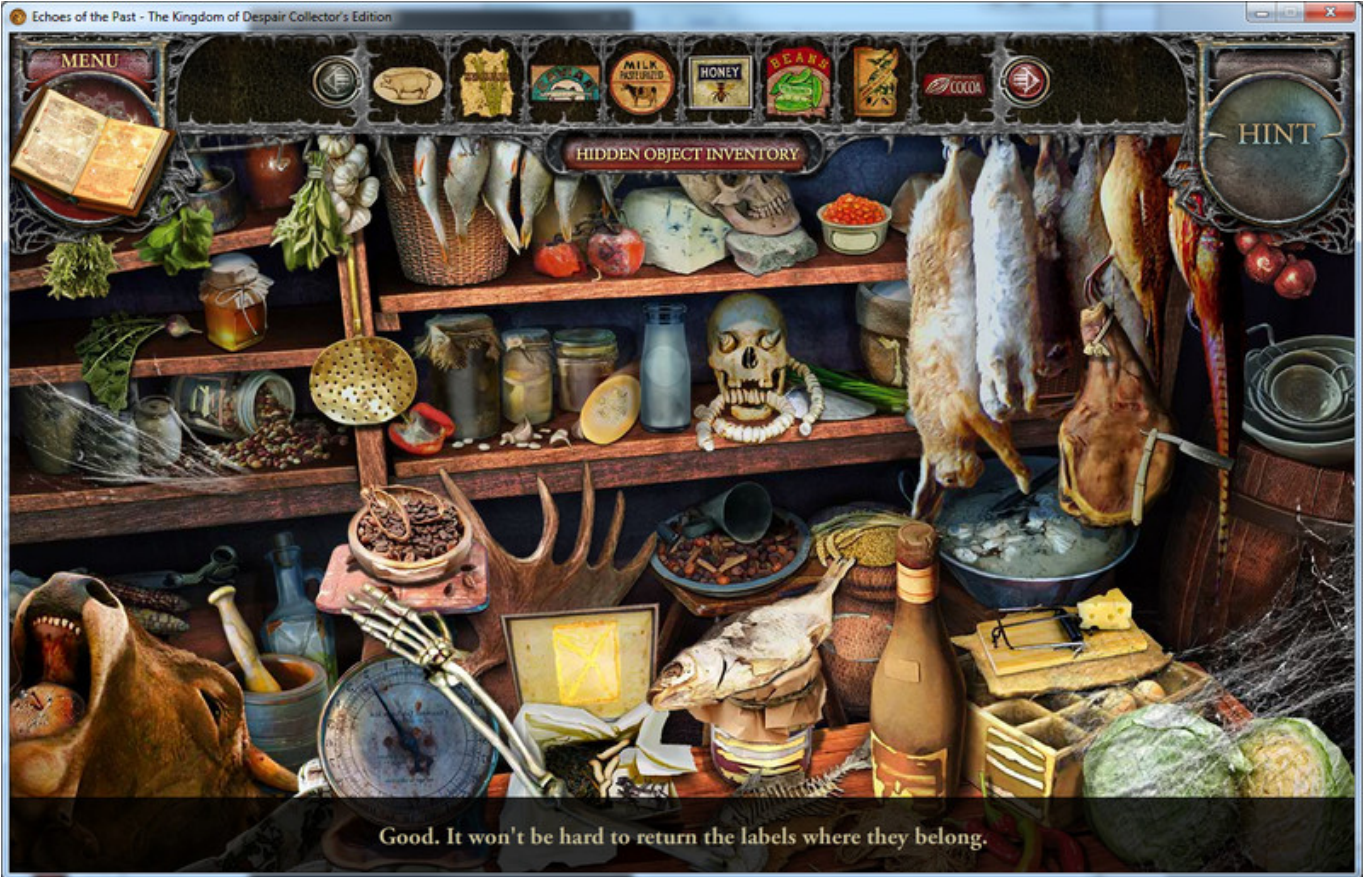 Echoes of the Past - The Kingdom of Despair Collector's Edition
MENU
MILK
PASTEURIZED
HONEY
BEANS
COCOA
HINT
HIDDEN OBJECT INVENTORY
Good. It won't be hard to return the labels where they belong.